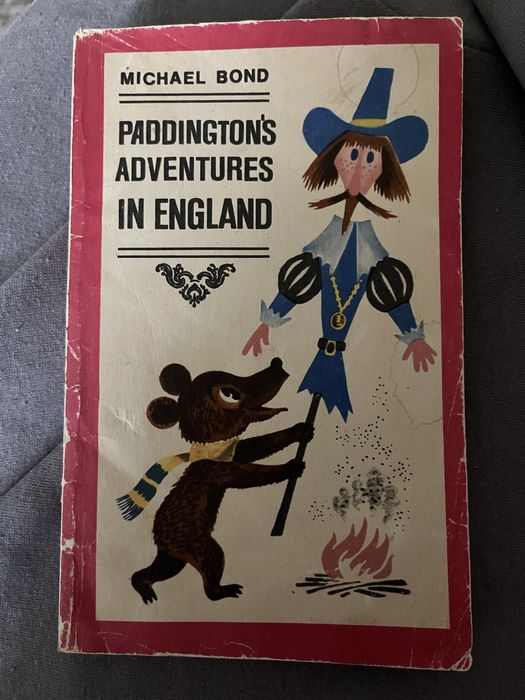 MICHAEL BOND
PADDINGTON'S
ADVENTURES
IN ENGLAND